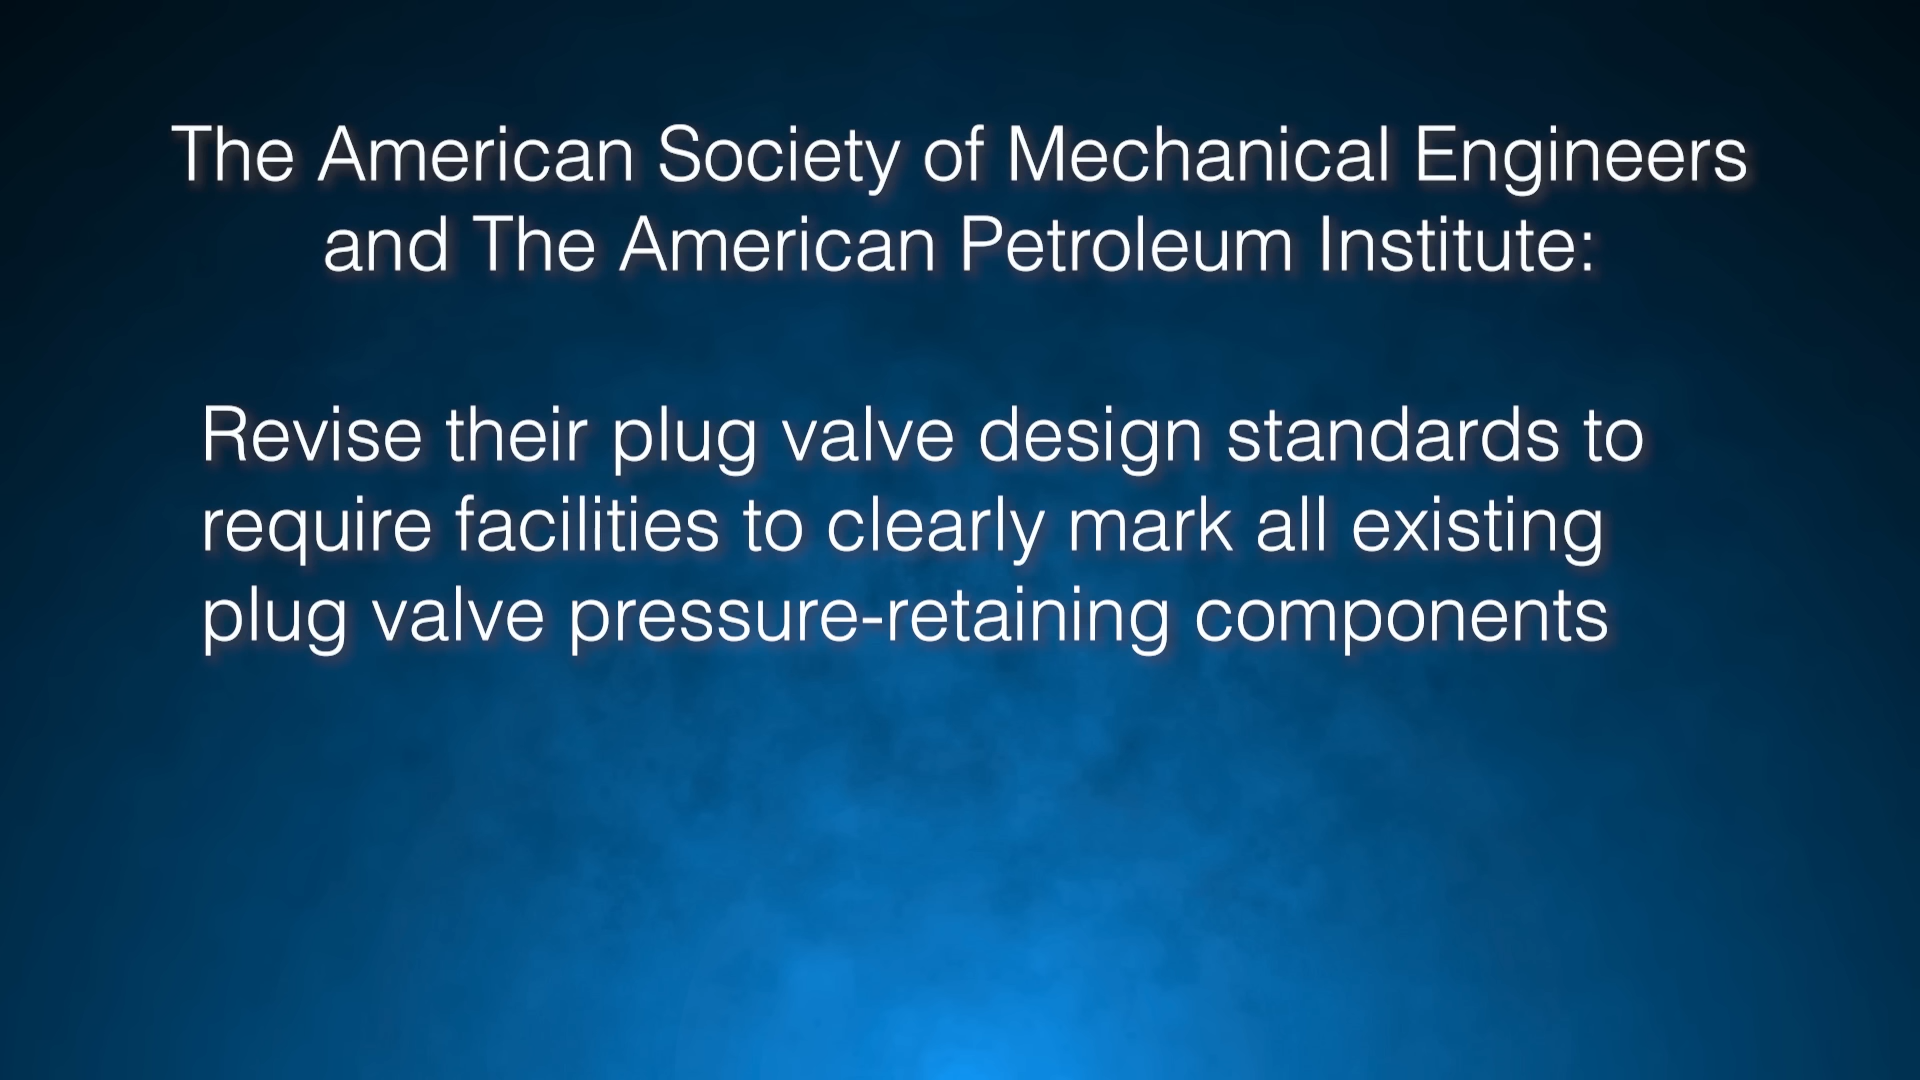 The American Society of Mechanical Engineers
and The American Petroleum Institute:
Revise their plug valve design standards to
require facilities to clearly mark all existing
plug valve pressure-retaining components